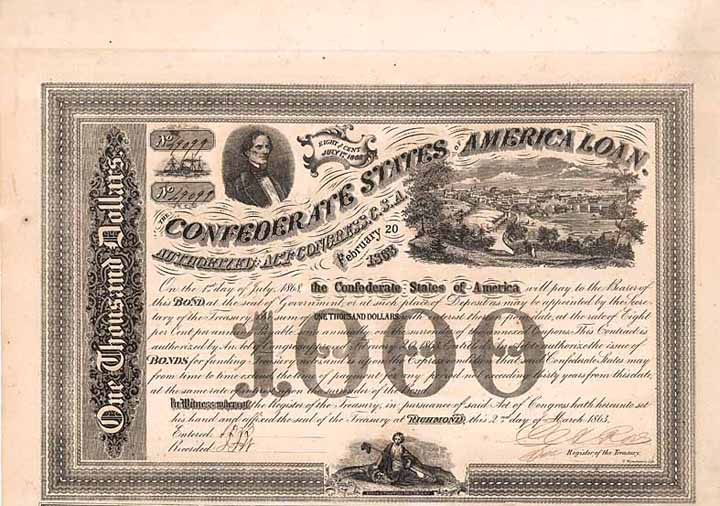 One Thousand Dollars
No
No
EIGHT P CENT
JULY 1st 1868
THE
CONFEDERATE STATES OF AMERICA LOAN.
AUTHORIZED BY ACT OF CONGRESS, C.S.A.
February 20
1863
On the 1st day of July 1868 the Confederate States of America will pay to the Bearer of
this BOND at the seat of Government, or at such place of Deposit as may be appointed by the Secre-
tary of the Treasury the sum of ONE THOUSAND DOLLARS with interest thereon from this date, at the rate of Eight
per Cent per annum payable on the surrender of the annexed coupons. This Contract is
authorized by An Act of Congress approved February 20, 1863, Entitled An Act to authorize the issue of
BONDS for funding Treasury notes and is upon the Express condition that said Confederate States may
from time to time extend the time of payment for any period not exceeding thirty years from this date,
at the same rate of interest on the surrender of the bond
1000
In Witness whereof the Register of the Treasury, in pursuance of said Act of Congress hath hereunto set
his hand and affixed the seal of the Treasury at RICHMOND, this 2nd day of March 1863.
Entered
Recorded
Register of the Treasury.